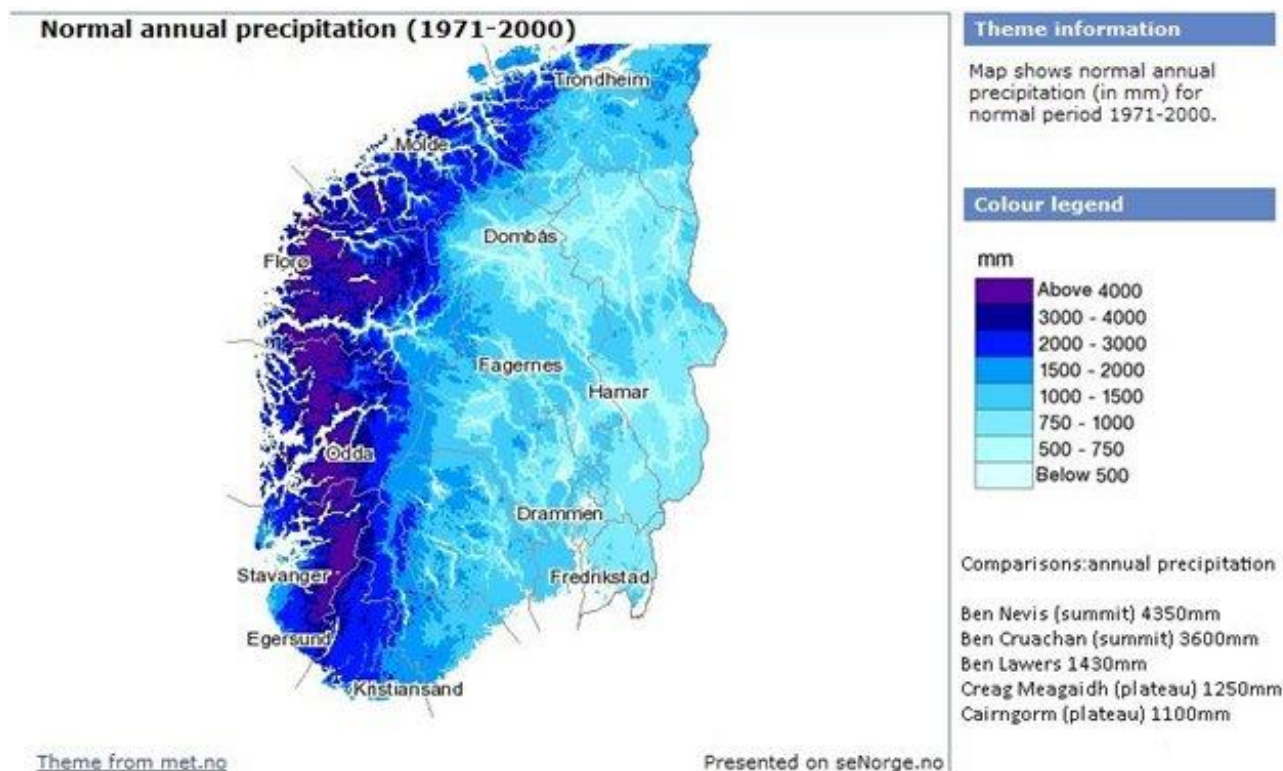 Normal annual precipitation (1971-2000)
Trondheim
Molde
Dombås
Florø
Fagernes
Hamar
Odda
Drammen
Stavanger
Fredrikstad
Egersund
Kristiansand
Theme from met.no
Presented on seNorge.no
Theme information
Map shows normal annual
precipitation (in mm) for
normal period 1971-2000.
Colour legend
mm
Above 4000
3000 - 4000
2000 - 3000
1500 - 2000
1000 - 1500
750 - 1000
500 - 750
Below 500
Comparisons:annual precipitation
Ben Nevis (summit) 4350mm
Ben Cruachan (summit) 3600mm
Ben Lawers 1430mm
Creag Meagaidh (plateau) 1250mm
Cairngorm (plateau) 1100mm